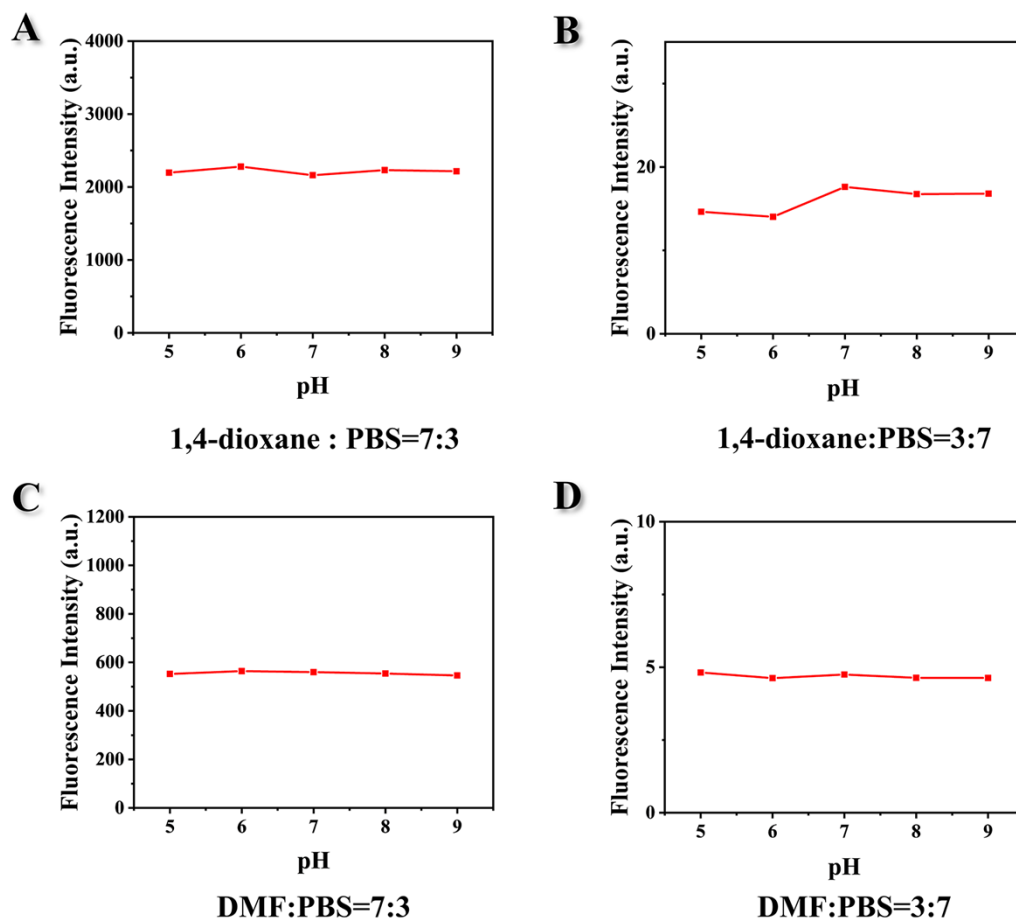 A
Fluorescence Intensity (a.u.)
4000
3000
2000
1000
0
5 6 7 8 9
pH
1,4-dioxane : PBS=7:3
B
Fluorescence Intensity (a.u.)
20
0
5 6 7 8 9
pH
1,4-dioxane:PBS=3:7
C
Fluorescence Intensity (a.u.)
1200
1000
800
600
400
200
0
5 6 7 8 9
pH
DMF:PBS=7:3
D
Fluorescence Intensity (a.u.)
10
5
0
5 6 7 8 9
pH
DMF:PBS=3:7